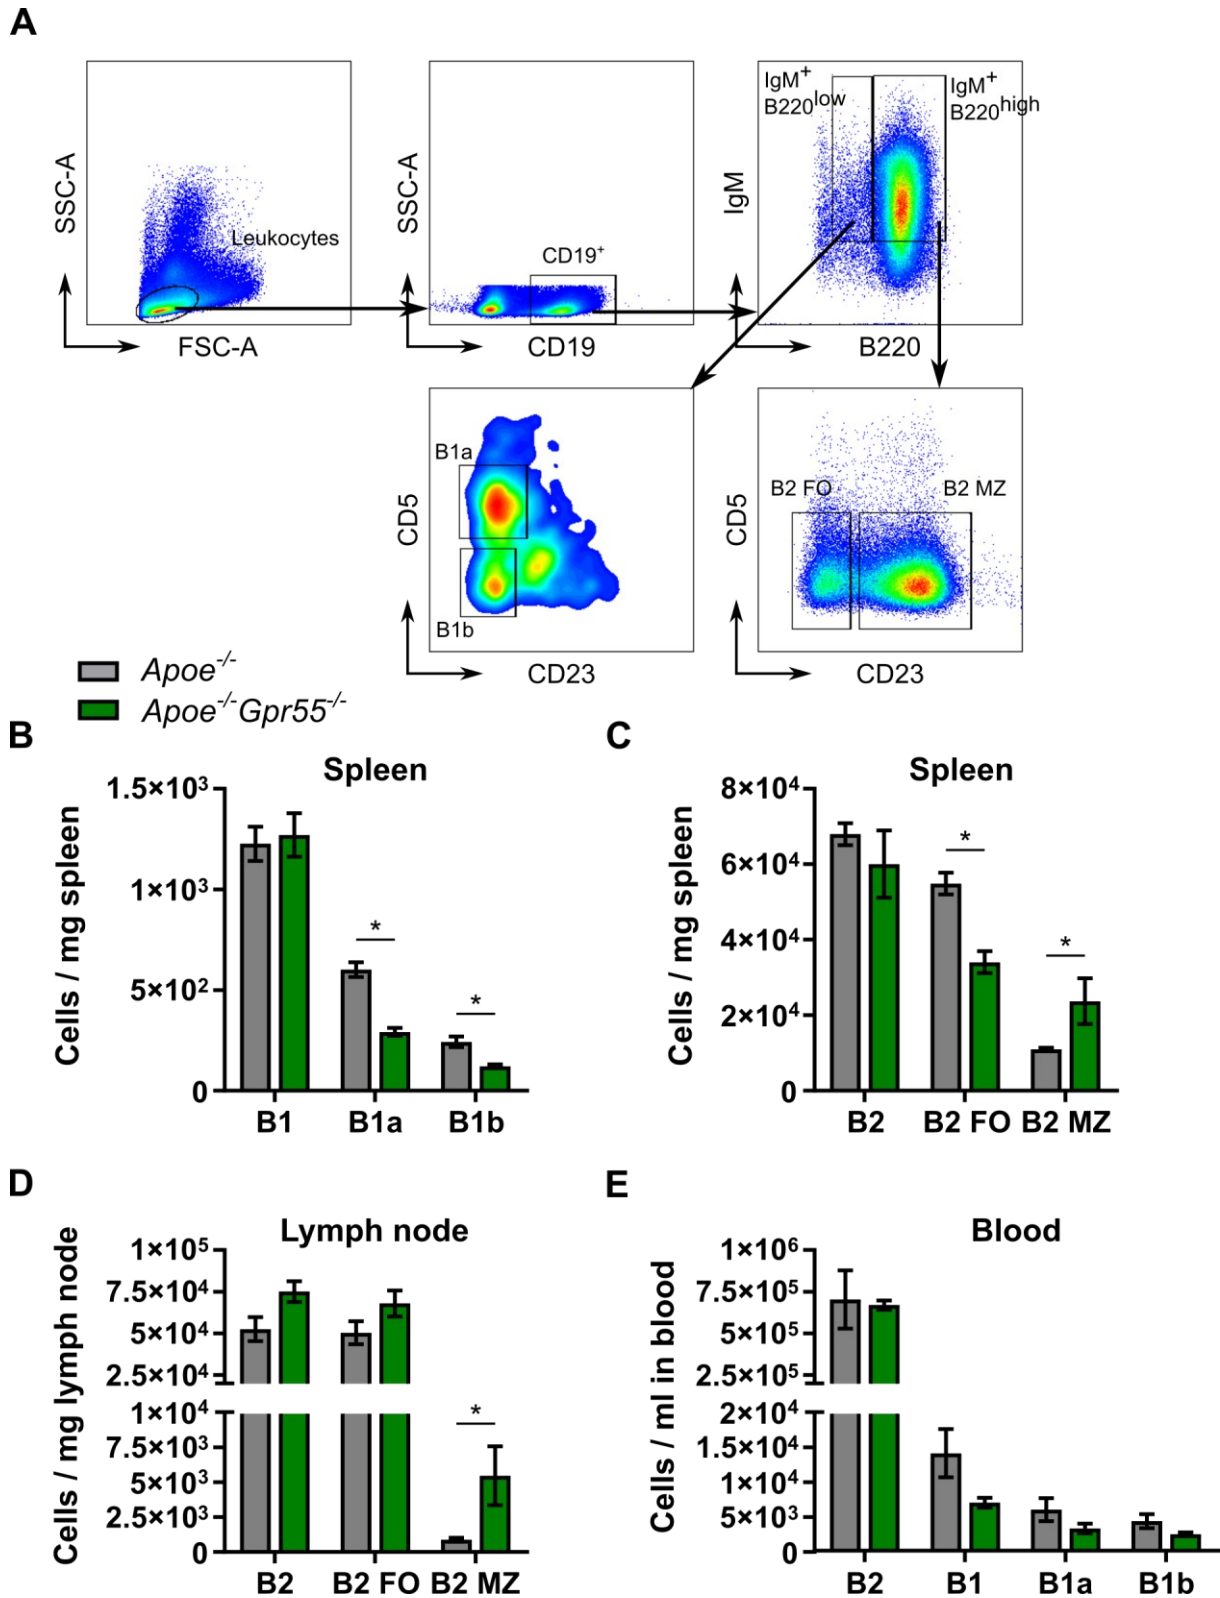 A
SSC-A
Leukocytes
FSC-A
SSC-A
CD19⁺
CD19
IgM
IgM⁺
B220low
IgM⁺
B220high
B220
CD5
B1a
B1b
CD23
CD5
B2 FO
B2 MZ
CD23
Apoe-/-
Apoe-/-Gpr55-/-
B
Spleen
Cells / mg spleen
1.5×10³
1×10³
5×10²
0
B1
B1a
B1b
*
*
C
Spleen
Cells / mg spleen
8×10⁴
6×10⁴
4×10⁴
2×10⁴
0
B2
B2 FO
B2 MZ
*
*
D
Lymph node
Cells / mg lymph node
1×10⁵
7.5×10⁴
5×10⁴
2.5×10⁴
1×10⁴
7.5×10³
5×10³
2.5×10³
0
B2
B2 FO
B2 MZ
*
E
Blood
Cells / ml in blood
1×10⁶
7.5×10⁵
5×10⁵
2.5×10⁵
2×10⁴
1.5×10⁴
1×10⁴
5×10³
0
B2
B1
B1a
B1b